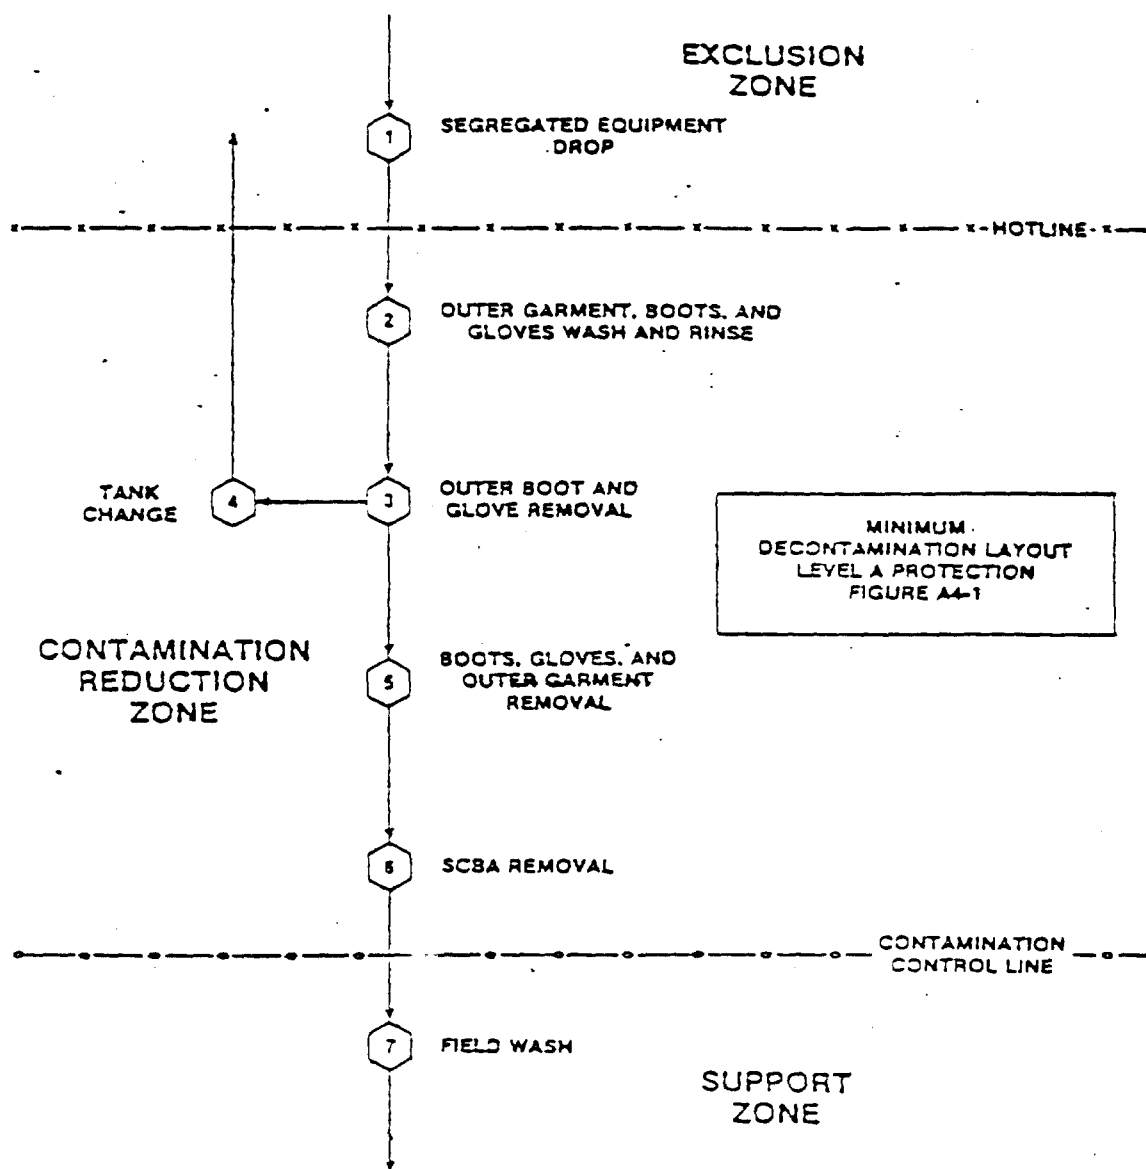 EXCLUSION
ZONE
1
SEGREGATED EQUIPMENT
DROP
HOTLINE
2
OUTER GARMENT, BOOTS, AND
GLOVES WASH AND RINSE
TANK
CHANGE
4
3
OUTER BOOT AND
GLOVE REMOVAL
MINIMUM
DECONTAMINATION LAYOUT
LEVEL A PROTECTION
FIGURE A4-1
CONTAMINATION
REDUCTION
ZONE
5
BOOTS, GLOVES, AND
OUTER GARMENT
REMOVAL
6
SCBA REMOVAL
CONTAMINATION
CONTROL LINE
7
FIELD WASH
SUPPORT
ZONE